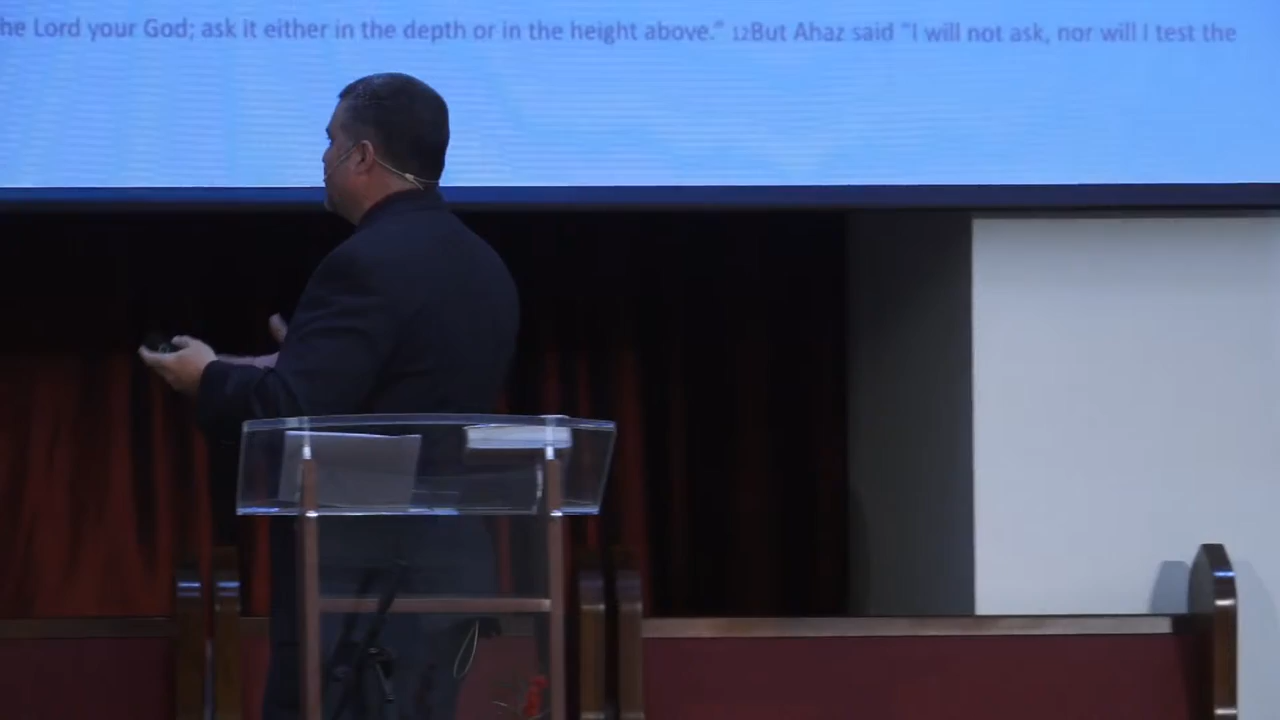 he Lord your God; ask it either in the depth or in the height above.” 12But Ahaz said “I will not ask, nor will I test the